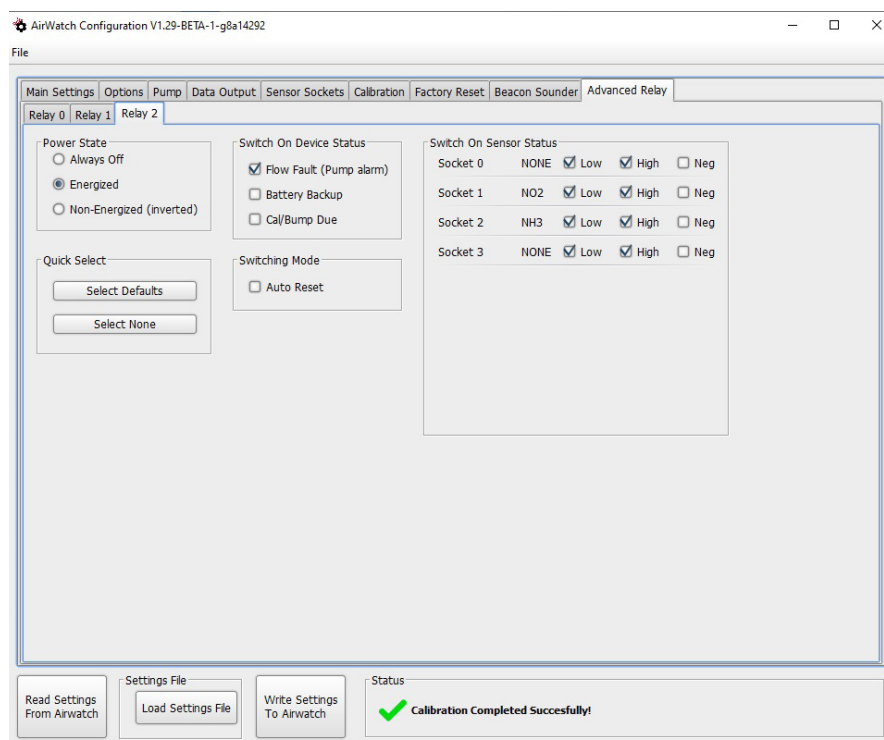 AirWatch Configuration V1.29-BETA-1-g8a14292
File
Main Settings Options Pump Data Output Sensor Sockets Calibration Factory Reset Beacon Sounder Advanced Relay
Relay 0 Relay 1 Relay 2
Power State
Always Off
Energized
Non-Energized (inverted)
Quick Select
Select Defaults
Select None
Switch On Device Status
Flow Fault (Pump alarm)
Battery Backup
Cal/Bump Due
Switching Mode
Auto Reset
Switch On Sensor Status
Socket 0 NONE Low High Neg
Socket 1 NO2 Low High Neg
Socket 2 NH3 Low High Neg
Socket 3 NONE Low High Neg
Read Settings
From Airwatch
Settings File
Load Settings File
Write Settings
To Airwatch
Status
Calibration Completed Succesfully!